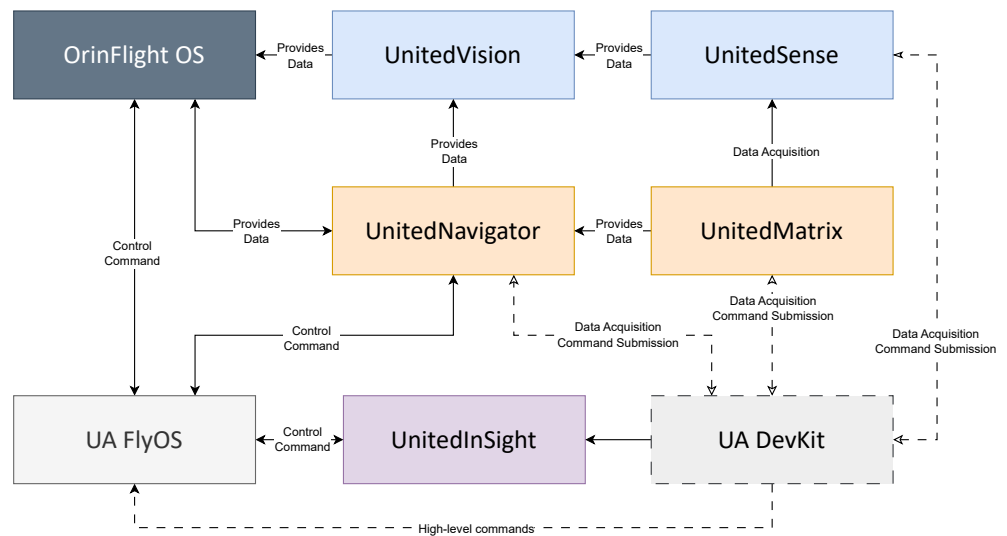 OrinFlight OS
Provides
Data
UnitedVision
Provides
Data
UnitedSense
Provides
Data
Data Acquisition
Control
Command
Provides
Data
UnitedNavigator
Provides
Data
UnitedMatrix
Control
Command
Data Acquisition
Command Submission
Data Acquisition
Command Submission
Data Acquisition
Command Submission
UA FlyOS
Control
Command
UnitedInSight
UA DevKit
High-level commands